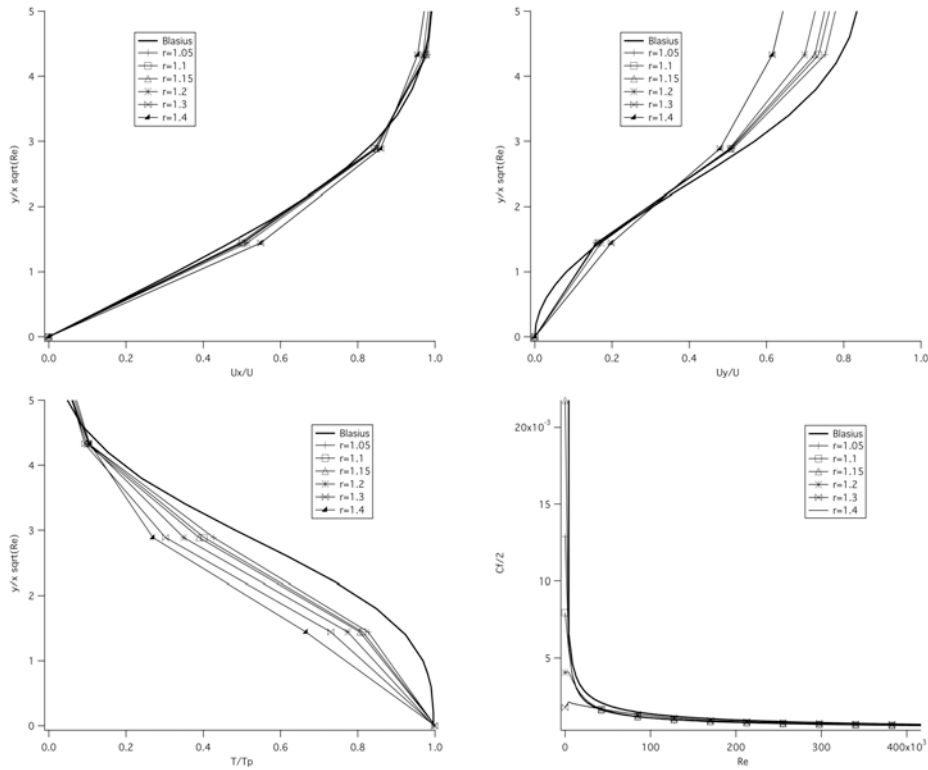 5
4
3
2
1
0
y/x sqrt(Re)
Blasius
r=1.05
r=1.1
r=1.15
r=1.2
r=1.3
r=1.4
0.0 0.2 0.4 0.6 0.8 1.0
Ux/U
5
4
3
2
1
0
y/x sqrt(Re)
Blasius
r=1.05
r=1.1
r=1.15
r=1.2
r=1.3
r=1.4
0.0 0.2 0.4 0.6 0.8 1.0
Uy/U
5
4
3
2
1
0
y/x sqrt(Re)
Blasius
r=1.05
r=1.1
r=1.15
r=1.2
r=1.3
r=1.4
0.0 0.2 0.4 0.6 0.8 1.0
T/Tp
20x10-3
15
10
5
Cf/2
Blasius
r=1.05
r=1.1
r=1.15
r=1.2
r=1.3
r=1.4
0 100 200 300 400x10³
Re